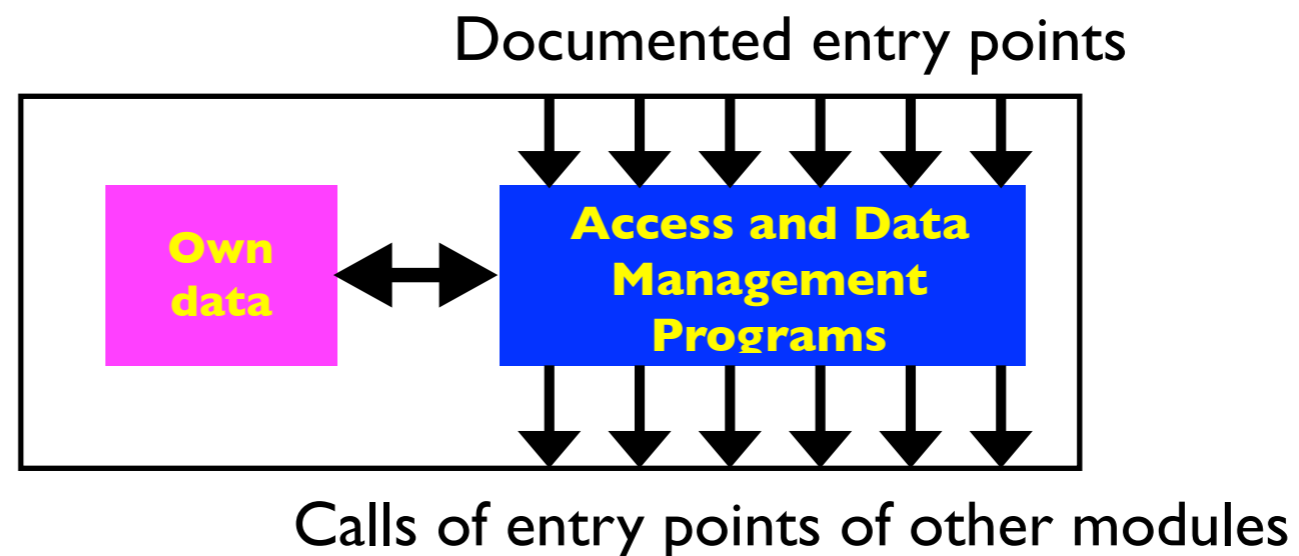 Documented entry points
Own
data
Access and Data
Management
Programs
Calls of entry points of other modules